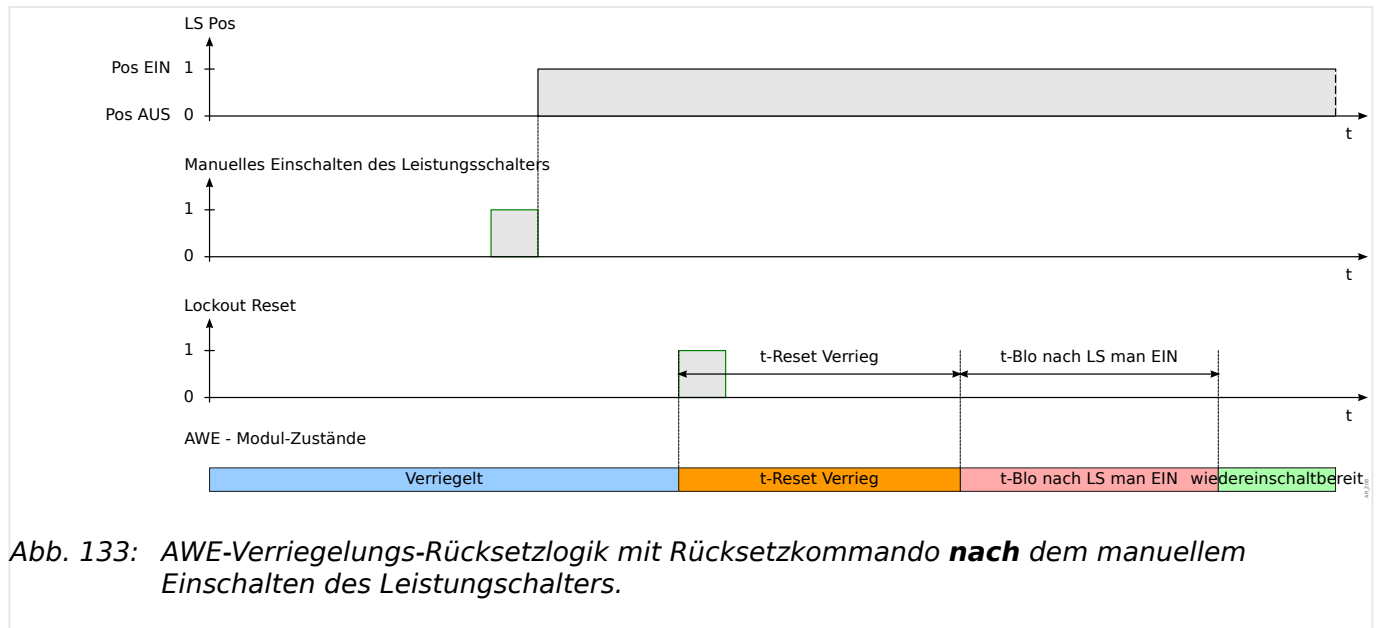 LS Pos
Pos EIN 1
Pos AUS 0
t
Manuelles Einschalten des Leistungsschalters
1
0
t
Lockout Reset
1
t-Reset Verrieg
t-Blo nach LS man EIN
0
t
AWE - Modul-Zustände
Verriegelt
t-Reset Verrieg
t-Blo nach LS man EIN
wiedereinschaltbereit
Abb. 133: AWE-Verriegelungs-Rücksetzlogik mit Rücksetzkommando nach dem manuellem
Einschalten des Leistungschalters.